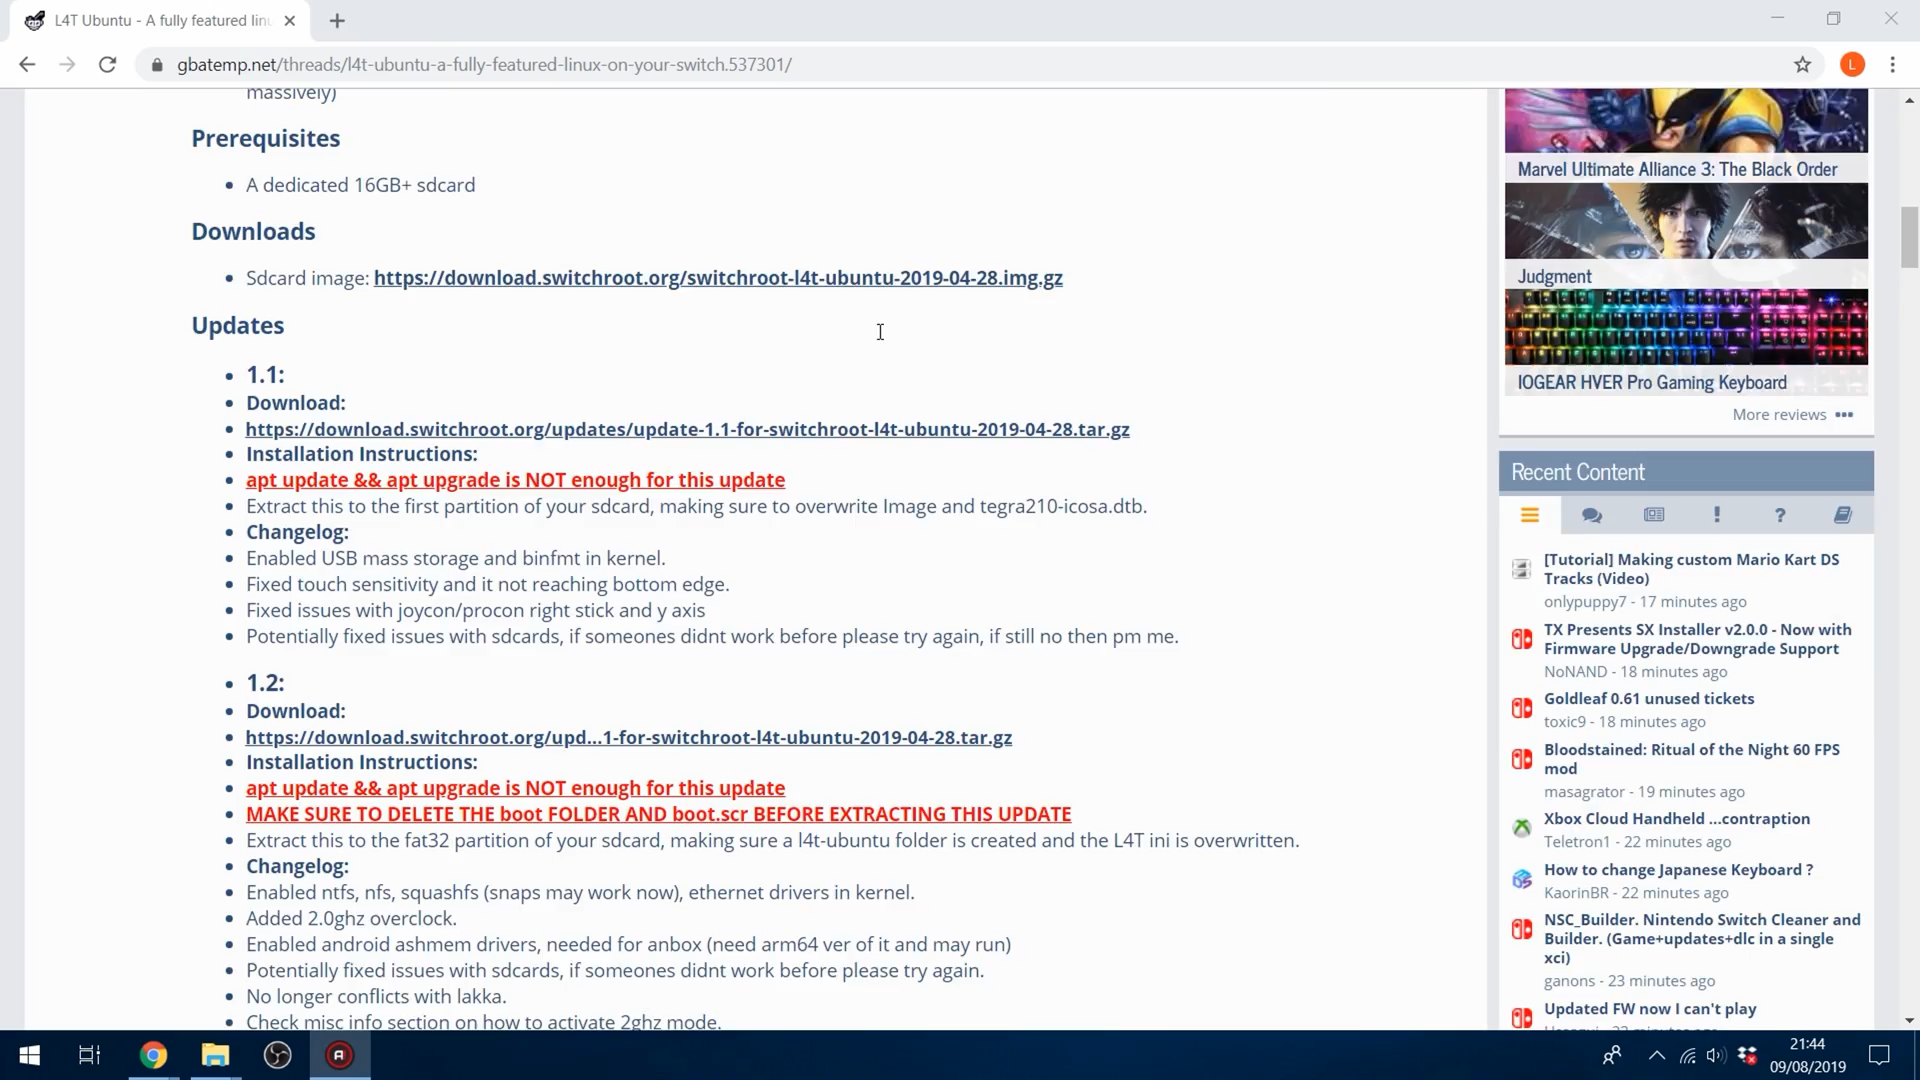 L4T Ubuntu - A fully featured lin
gbatemp.net/threads/l4t-ubuntu-a-fully-featured-linux-on-your-switch.537301/
L
massively)
Prerequisites
A dedicated 16GB+ sdcard
Downloads
Sdcard image: https://download.switchroot.org/switchroot-l4t-ubuntu-2019-04-28.img.gz
Updates
1.1:
Download:
https://download.switchroot.org/updates/update-1.1-for-switchroot-l4t-ubuntu-2019-04-28.tar.gz
Installation Instructions:
apt update && apt upgrade is NOT enough for this update
Extract this to the first partition of your sdcard, making sure to overwrite Image and tegra210-icosa.dtb.
Changelog:
Enabled USB mass storage and binfmt in kernel.
Fixed touch sensitivity and it not reaching bottom edge.
Fixed issues with joycon/procon right stick and y axis
Potentially fixed issues with sdcards, if someones didnt work before please try again, if still no then pm me.
1.2:
Download:
https://download.switchroot.org/upd...1-for-switchroot-l4t-ubuntu-2019-04-28.tar.gz
Installation Instructions:
apt update && apt upgrade is NOT enough for this update
MAKE SURE TO DELETE THE boot FOLDER AND boot.scr BEFORE EXTRACTING THIS UPDATE
Extract this to the fat32 partition of your sdcard, making sure a l4t-ubuntu folder is created and the L4T ini is overwritten.
Changelog:
Enabled ntfs, nfs, squashfs (snaps may work now), ethernet drivers in kernel.
Added 2.0ghz overclock.
Enabled android ashmem drivers, needed for anbox (need arm64 ver of it and may run)
Potentially fixed issues with sdcards, if someones didnt work before please try again.
No longer conflicts with lakka.
Check misc info section on how to activate 2ghz mode.
Marvel Ultimate Alliance 3: The Black Order
Judgment
IOGEAR HVER Pro Gaming Keyboard
More reviews
Recent Content
[Tutorial] Making custom Mario Kart DS
Tracks (Video)
onlypuppy7 - 17 minutes ago
TX Presents SX Installer v2.0.0 - Now with
Firmware Upgrade/Downgrade Support
NoNAND - 18 minutes ago
Goldleaf 0.61 unused tickets
toxic9 - 18 minutes ago
Bloodstained: Ritual of the Night 60 FPS
mod
masagrator - 19 minutes ago
Xbox Cloud Handheld ...contraption
Teletron1 - 22 minutes ago
How to change Japanese Keyboard ?
KaorinBR - 22 minutes ago
NSC_Builder. Nintendo Switch Cleaner and
Builder. (Game+updates+dlc in a single
xci)
ganons - 23 minutes ago
Updated FW now I can't play
21:44
09/08/2019